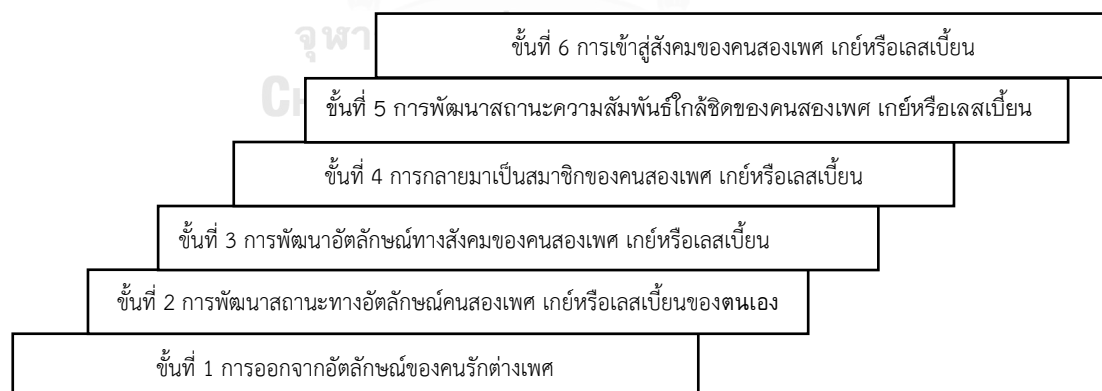 จุฬา
ขั้นที่ 6 การเข้าสู่สังคมของคนสองเพศ เกย์หรือเลสเบี้ยน
ขั้นที่ 5 การพัฒนาสถานะความสัมพันธ์ใกล้ชิดของคนสองเพศ เกย์หรือเลสเบี้ยน
ขั้นที่ 4 การกลายมาเป็นสมาชิกของคนสองเพศ เกย์หรือเลสเบี้ยน
ขั้นที่ 3 การพัฒนาอัตลักษณ์ทางสังคมของคนสองเพศ เกย์หรือเลสเบี้ยน
ขั้นที่ 2 การพัฒนาสถานะทางอัตลักษณ์คนสองเพศ เกย์หรือเลสเบี้ยนของตนเอง
ขั้นที่ 1 การออกจากอัตลักษณ์ของคนรักต่างเพศ